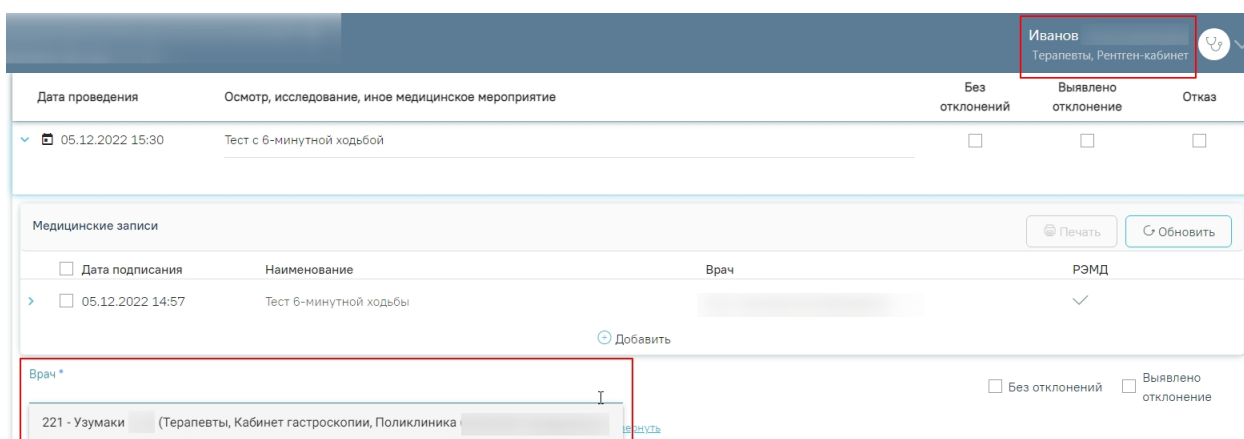 Иванов
Терапевты, Рентген-кабинет
Дата проведения Осмотр, исследование, иное медицинское мероприятие Без отклонений Выявлено отклонение Отказ
05.12.2022 15:30 Тест с 6-минутной ходьбой
Медицинские записи Печать Обновить
Дата подписания Наименование Врач РЭМД
05.12.2022 14:57 Тест 6-минутной ходьбы
Добавить
Врач *
Без отклонений Выявлено отклонение
221 - Узумаки (Терапевты, Кабинет гастроскопии, Поликлиника